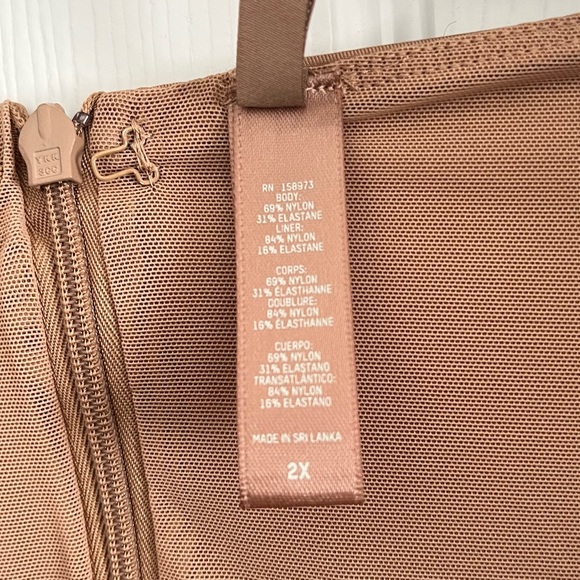 YKK
30C
RN 158973
BODY:
69% NYLON
31% ELASTANE
LINER:
84% NYLON
16% ELASTANE
CORPS:
69% NYLON
31% ÉLASTHANNE
DOUBLURE:
84% NYLON
16% ÉLASTHANNE
CUERPO:
69% NYLON
31% ELASTANO
TRANSATLÁNTICO:
84% NYLON
16% ELASTANO
MADE IN SRI LANKA
2X